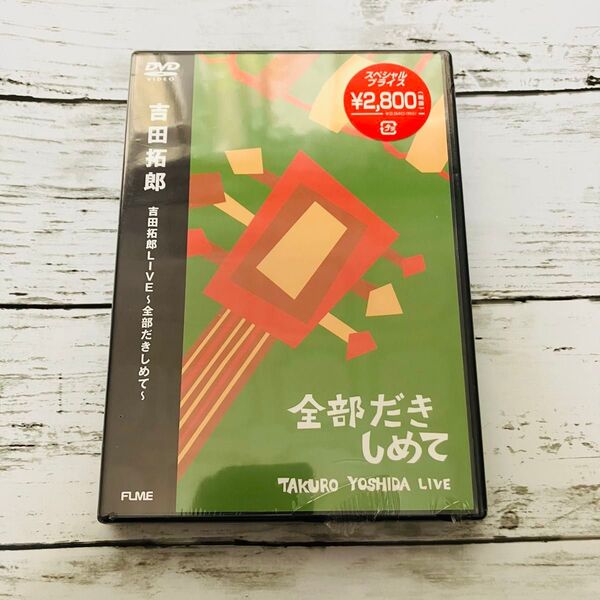 DVD
VIDEO
吉田拓郎
吉田拓郎LIVE～全部だきしめて～
FLME
スペシャル
プライス
¥2,800
全部だき
しめて
TAKURO YOSHIDA LIVE